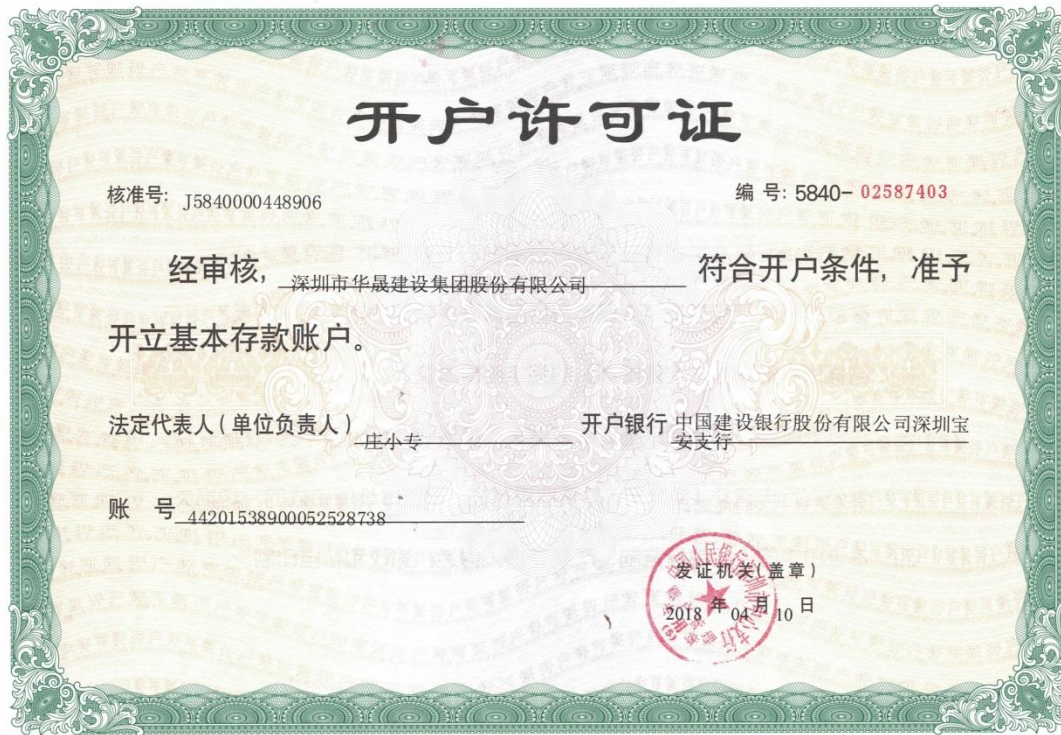 开户许可证
核准号: J5840000448906 编 号: 5840- 02587403
经审核, 深圳市华晟建设集团股份有限公司 符合开户条件, 准予
开立基本存款账户。
法定代表人(单位负责人) 庄小专 开户银行 中国建设银行股份有限公司深圳宝
安支行
账 号 44201538900052528738
发证机关(盖章)
2018 年 04 月 10 日